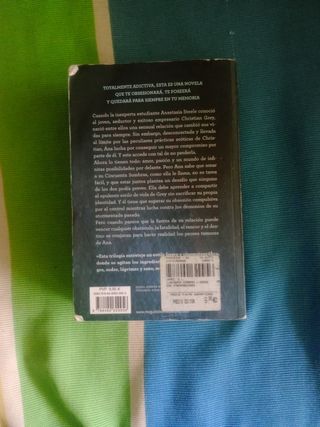 TOTALMENTE ADICTIVA, ESTA ES UNA NOVELA
QUE TE OBSESIONARÁ, TE POSEERÁ
Y QUEDARÁ PARA SIEMPRE EN TU MEMORIA
Cuando la inexperta estudiante Anastasia Steele conoció
al joven, seductor y exitoso empresario Christian Grey,
nació entre ellos una sensual relación que cambió sus vi-
das para siempre. Sin embargo, desconcertada y llevada
al límite por las peculiares prácticas eróticas de Chris-
tian, Ana lucha por conseguir un mayor compromiso por
parte de él. Y este accede con tal de no perderla.
Ahora lo tienen todo: amor, pasión y un mundo de infi-
nitas posibilidades por delante. Pero Ana sabe que amar
a su Cincuenta Sombras, como ella le llama, no es tarea
fácil, y que estar juntos plantea un desafío que ninguno
de los dos podía prever. Ella debe aprender a compartir
el opulento estilo de vida de Grey sin sacrificar su propia
identidad. Y él tiene que superar su obsesión compulsiva
por el control mientras lucha contra los demonios de su
atormentado pasado.
Pero cuando parece que la fuerza de su relación puede
vencer cualquier obstáculo, la fatalidad, el rencor y el des-
tino se conjuran para hacer realidad los peores temores
de Ana.
«Esta trilogía
donde se agitan los ingredien
PVP 9,95 €